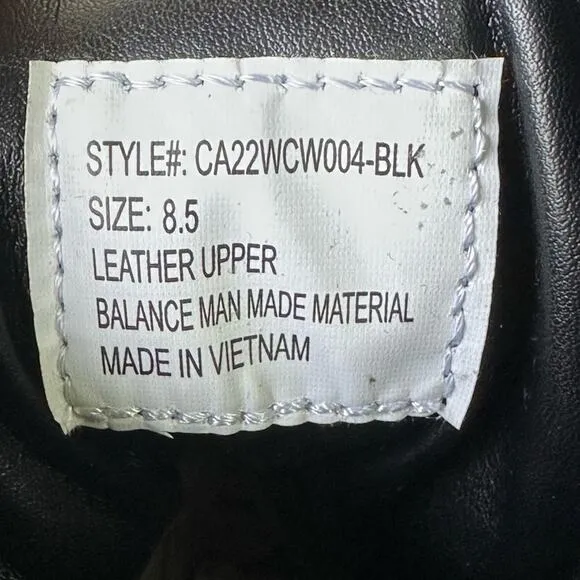 STYLE#: CA22WCW004-BLK
SIZE: 8.5
LEATHER UPPER
BALANCE MAN MADE MATERIAL
MADE IN VIETNAM